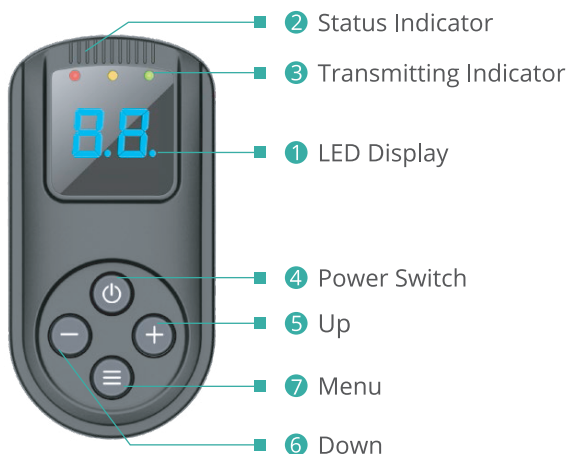 2 Status Indicator
3 Transmitting Indicator
8.8.
1 LED Display
4 Power Switch
5 Up
7 Menu
6 Down